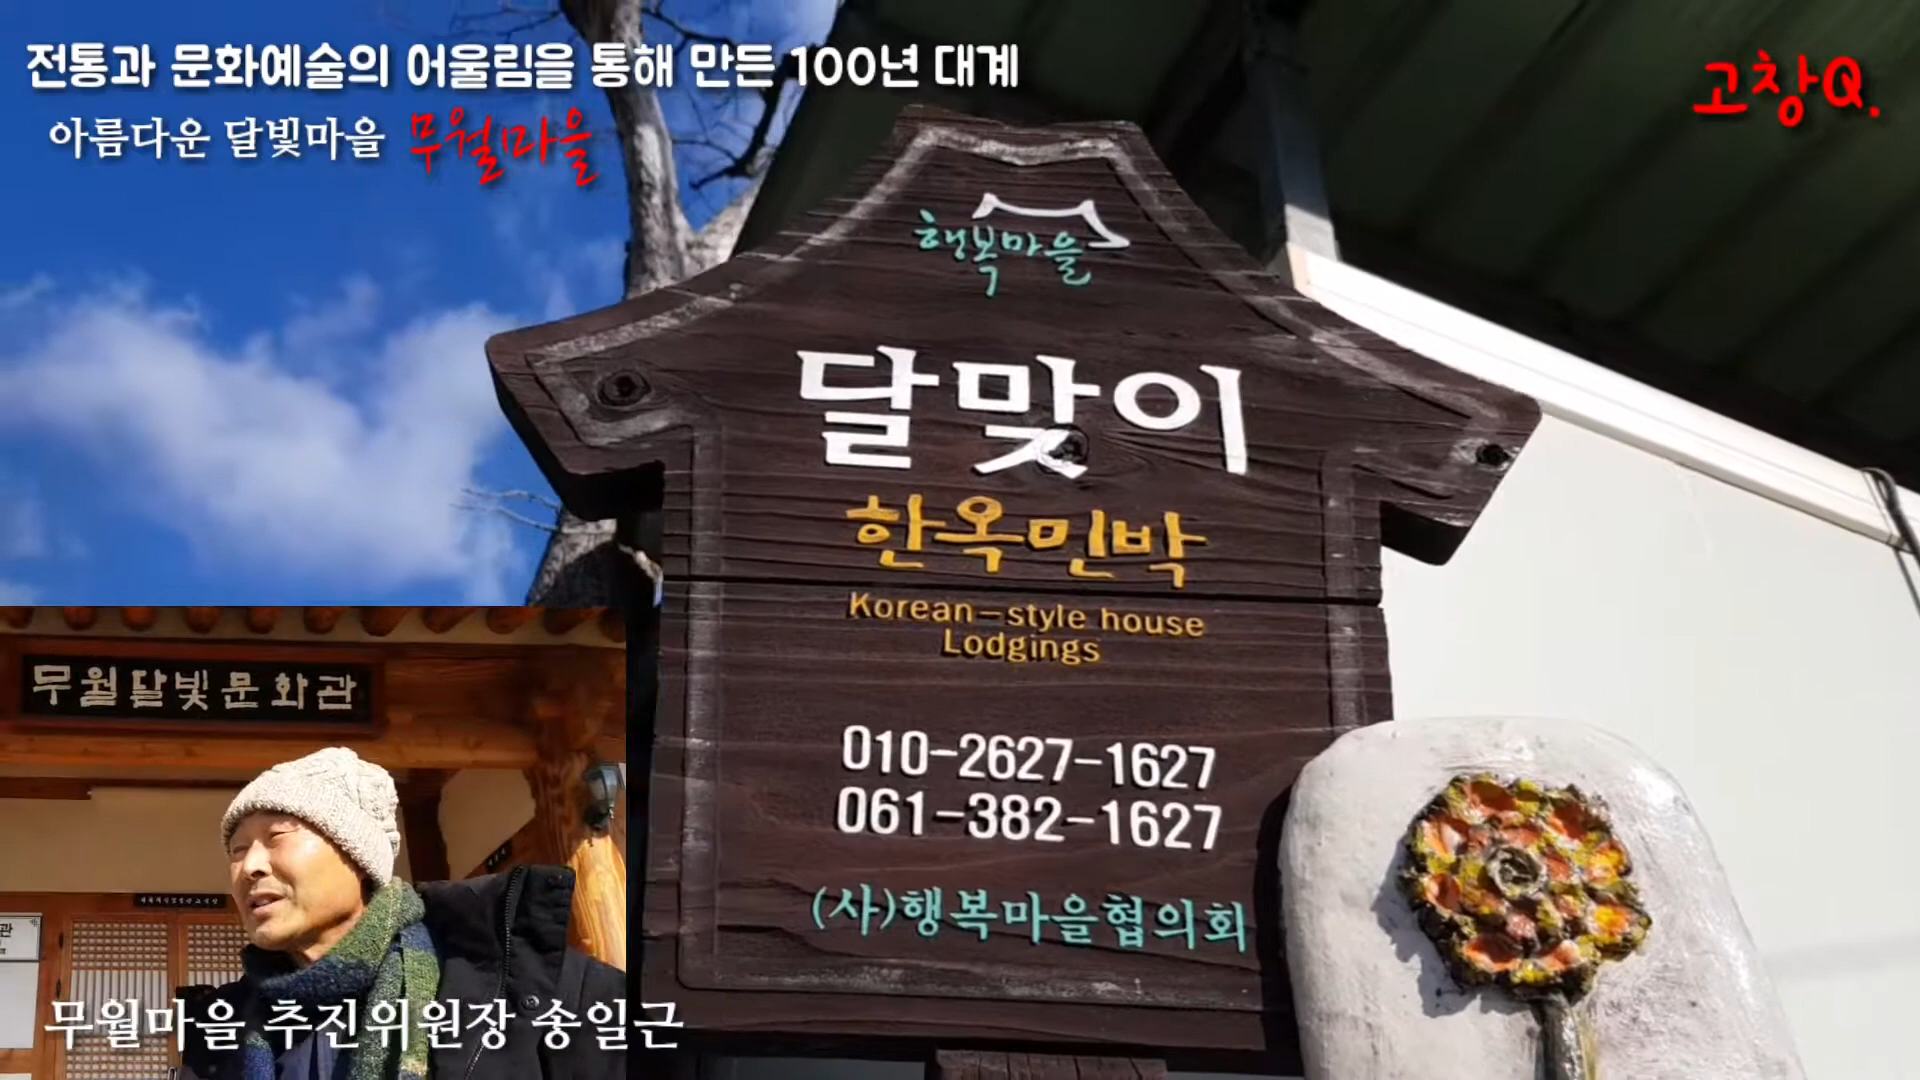 전통과 문화예술의 어울림을 통해 만든 100년 대계
아름다운 달빛마을 무월마을
고창Q.
행복마을
달맞이
한옥민박
Korean-style house
Lodgings
010-2627-1627
061-382-1627
(사)행복마을협의회
무월달빛문화관
관
무월마을 추진위원장 송일근